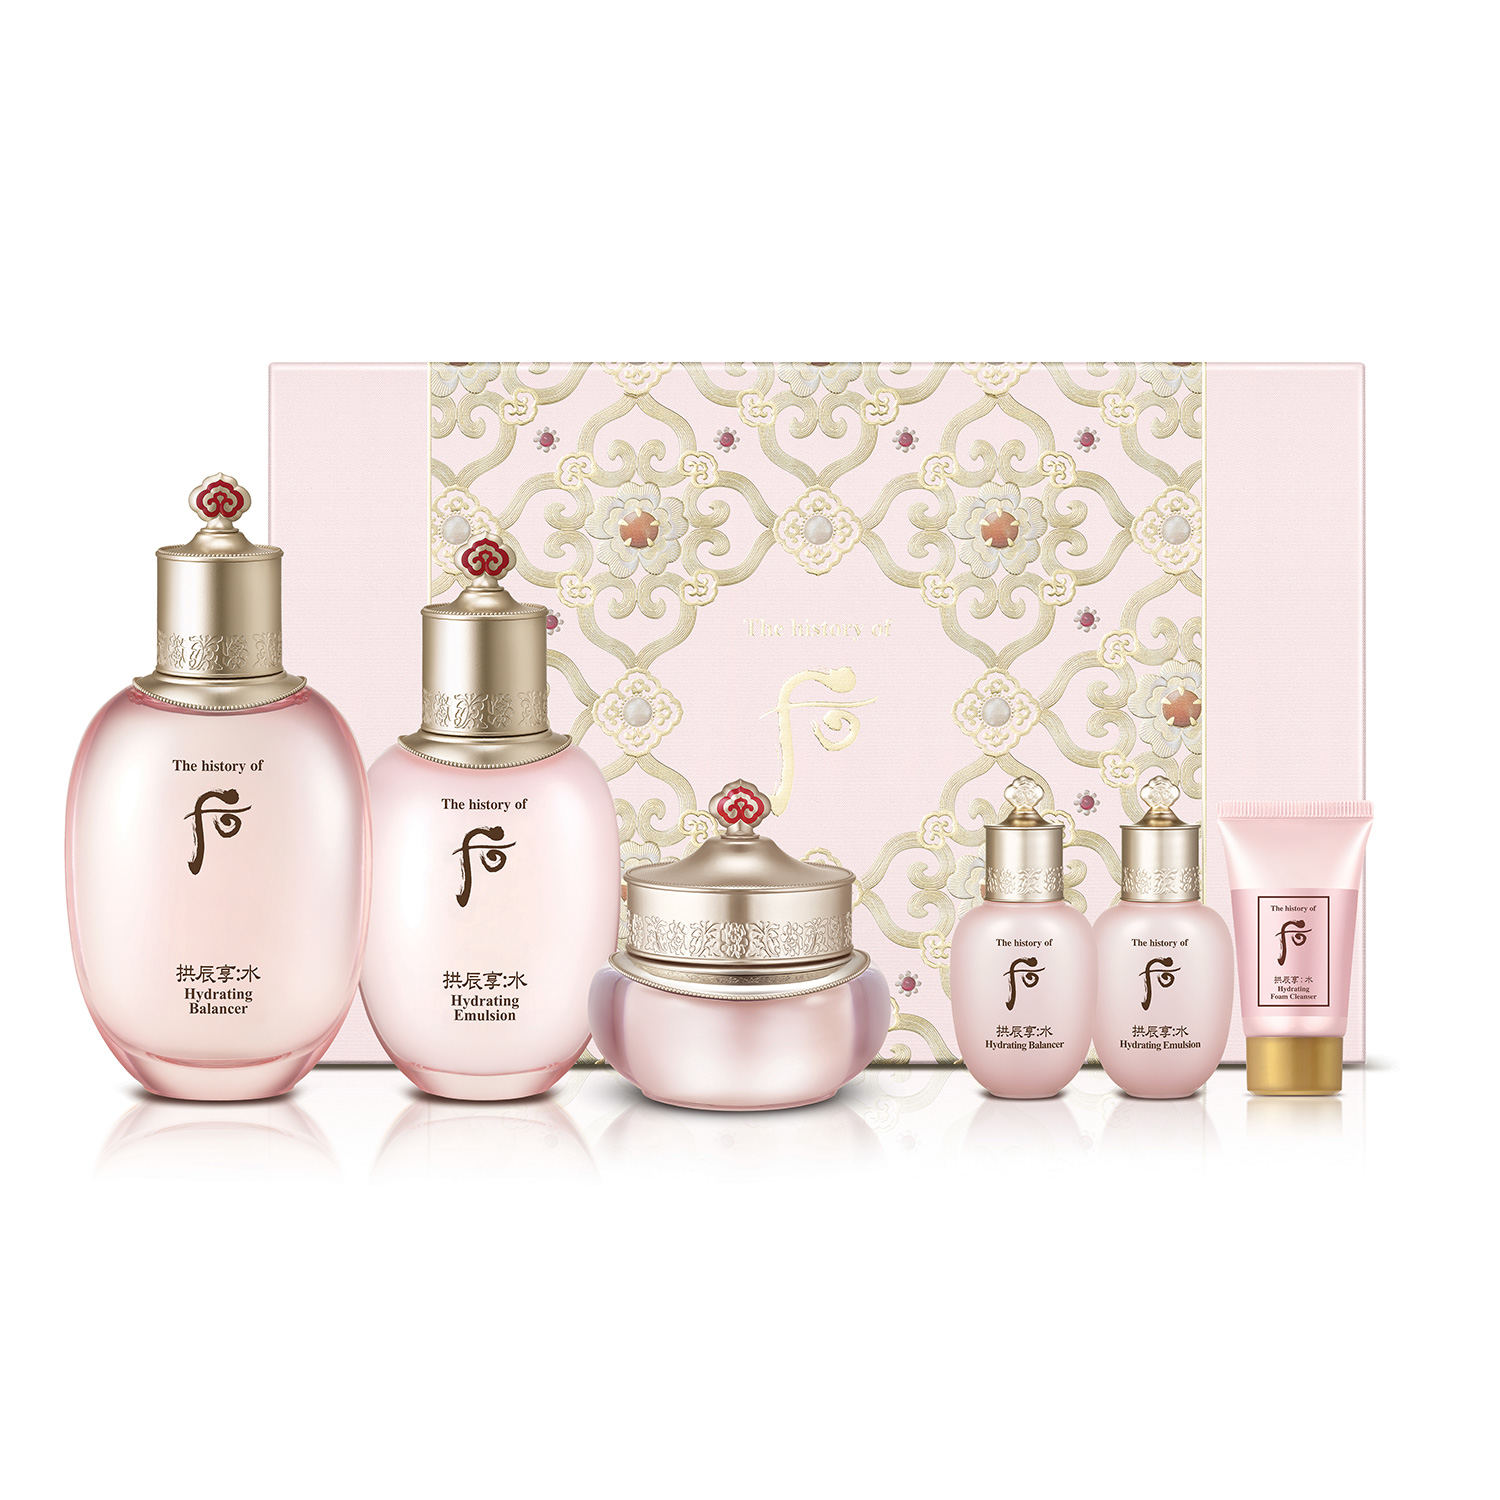 The history of
The history of
后
拱辰享:水
Hydrating
Balancer
The history of
后
拱辰享:水
Hydrating
Emulsion
The history of
后
拱辰享:水
Hydrating Balancer
The history of
后
拱辰享:水
Hydrating Emulsion
The history of
后
拱辰享:水
Hydrating
Foam Cleanser
后